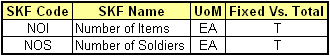 SKF Code SKF Name UoM Fixed Vs. Total
NOI Number of Items EA T
NOS Number of Soldiers EA T